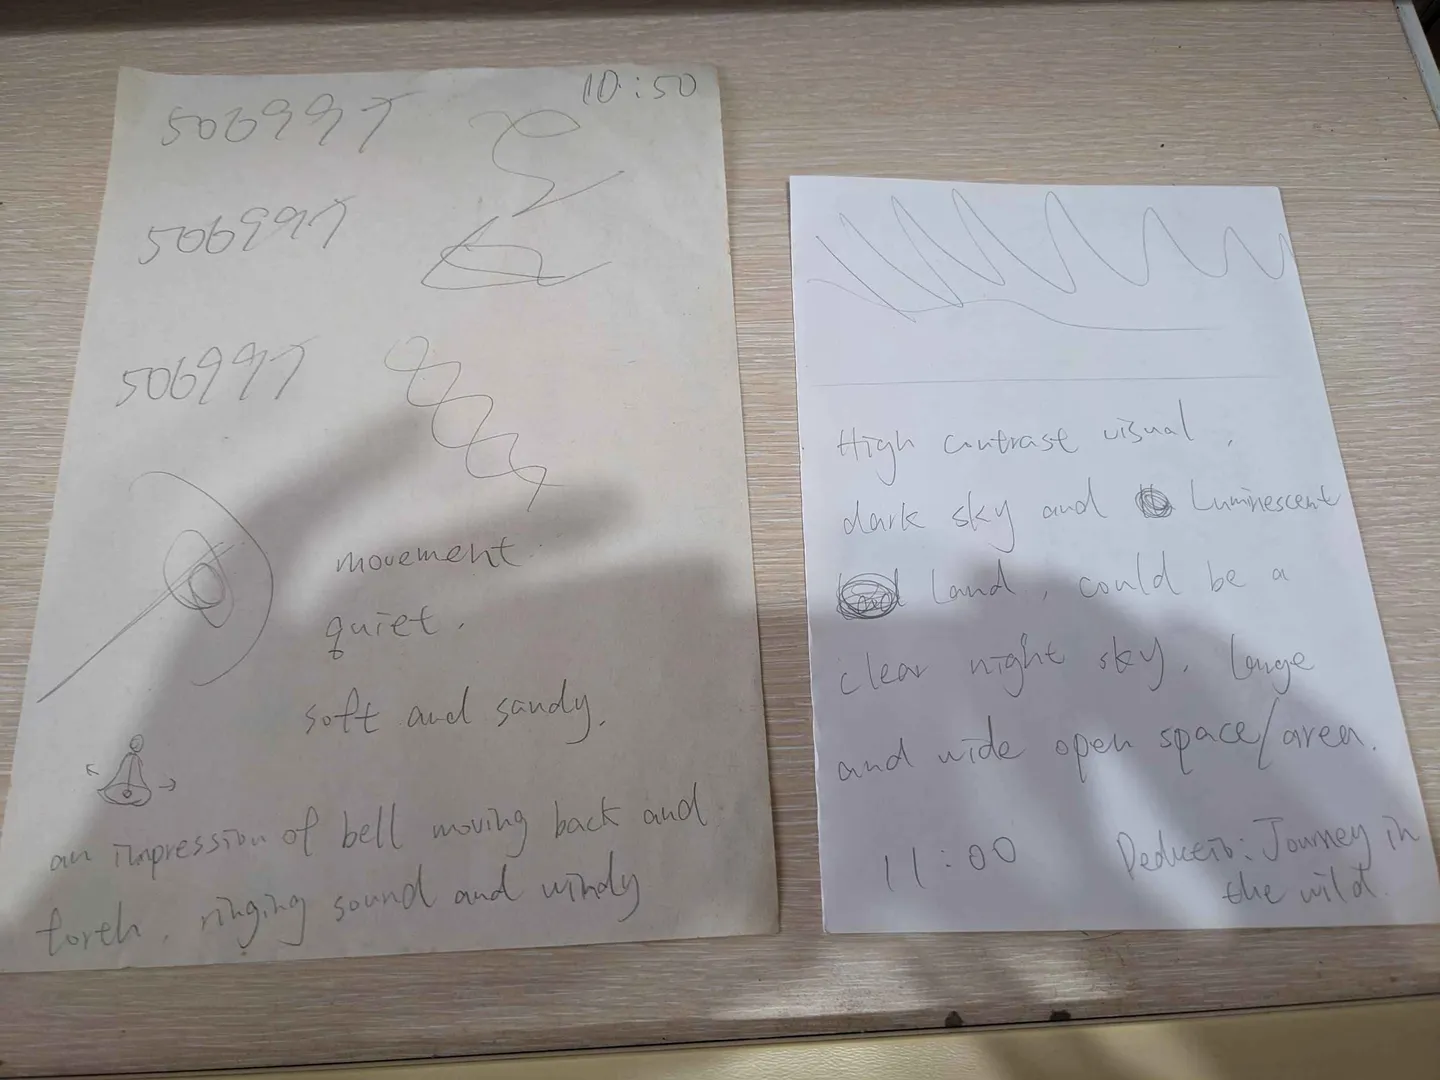 10:50
506997
506997
506997
movement
quiet.
soft and sandy.
an impression of bell moving back and
forth, ringing sound and windy
High contrast visual,
dark sky and Luminescent
Land, could be a
clear night sky. Large
and wide open space/area.
11:00
Deduction: Journey in
the wild.